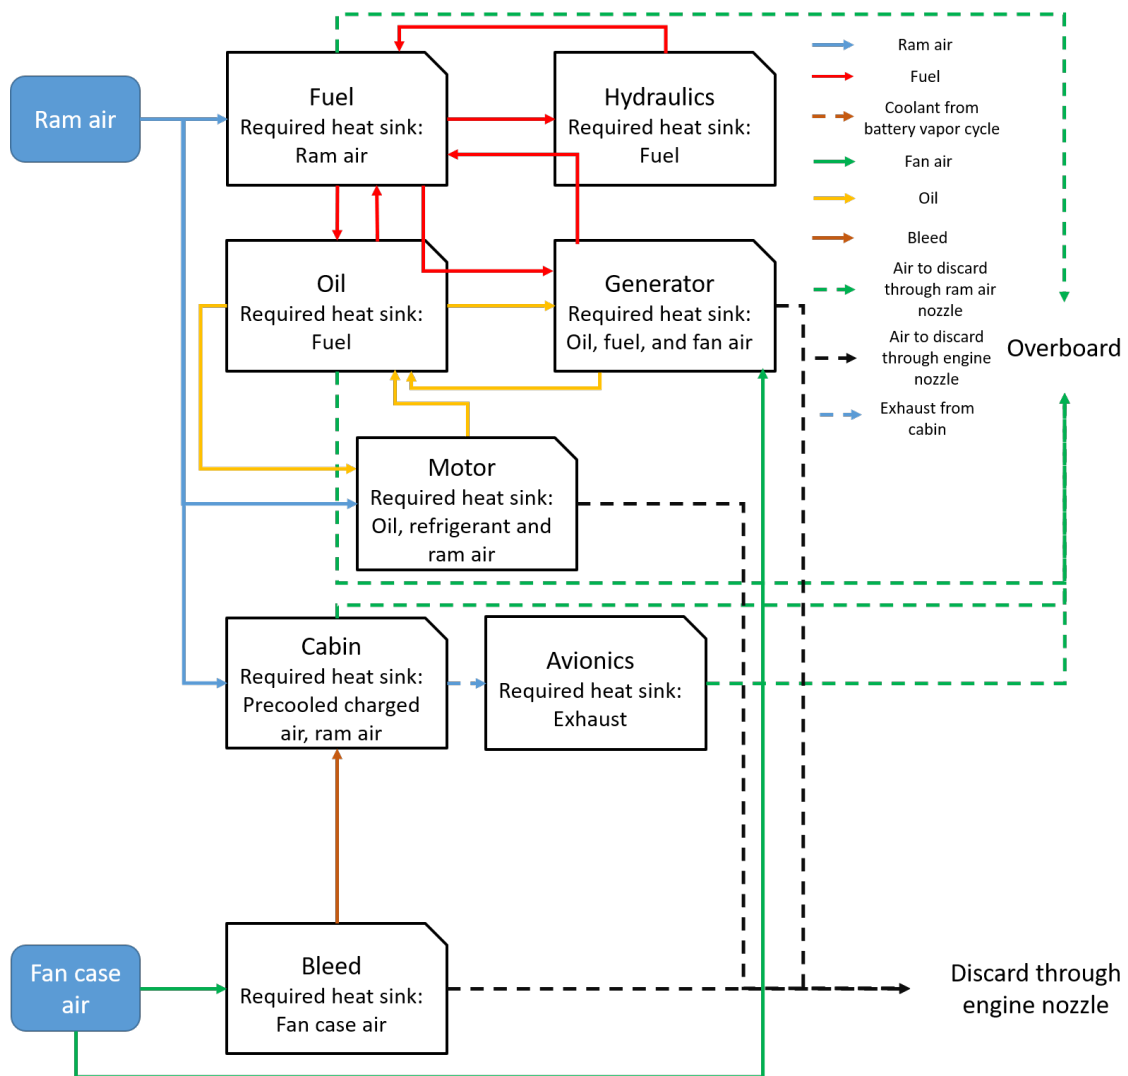 Ram air
Fuel
Required heat sink:
Ram air
Hydraulics
Required heat sink:
Fuel
Oil
Required heat sink:
Fuel
Generator
Required heat sink:
Oil, fuel, and fan air
Motor
Required heat sink:
Oil, refrigerant and
ram air
Cabin
Required heat sink:
Precooled charged
air, ram air
Avionics
Required heat sink:
Exhaust
Fan case
air
Bleed
Required heat sink:
Fan case air
Ram air
Fuel
Coolant from
battery vapor cycle
Fan air
Oil
Bleed
Air to discard
through ram air
nozzle
Air to discard
through engine
nozzle
Exhaust from
cabin
Overboard
Discard through
engine nozzle